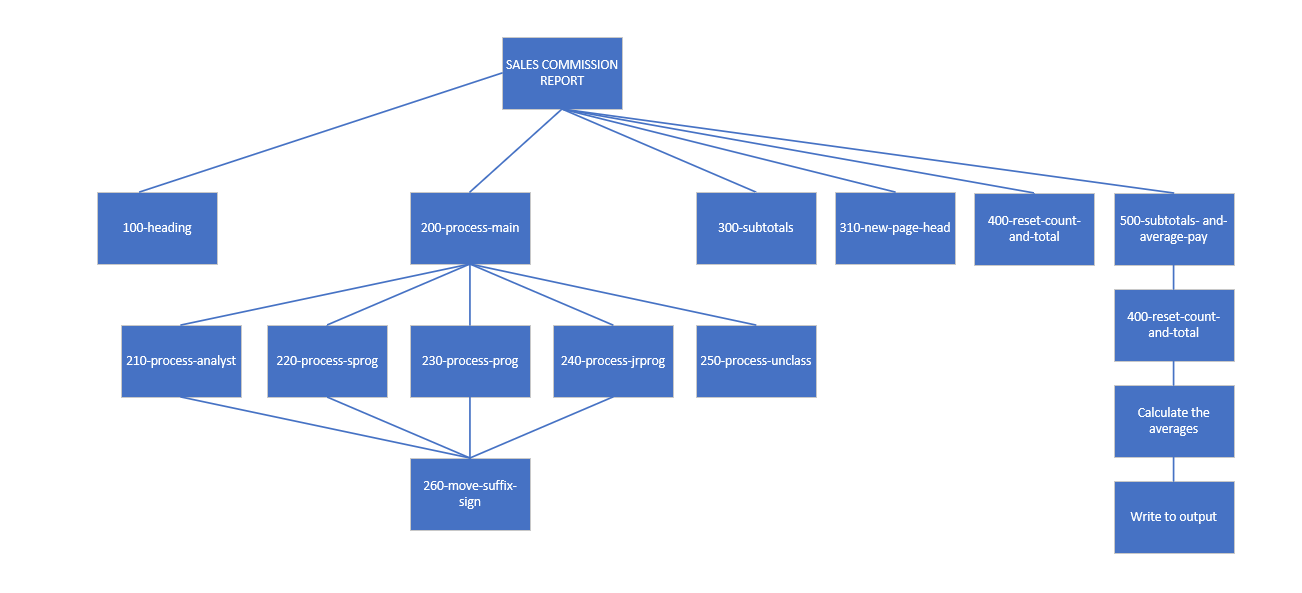 SALES COMMISSION
REPORT
100-heading
200-process-main
300-subtotals
310-new-page-head
400-reset-count-
and-total
500-subtotals- and-
average-pay
400-reset-count-
and-total
210-process-analyst
220-process-sprog
230-process-prog
240-process-jrprog
250-process-unclass
Calculate the
averages
260-move-suffix-
sign
Write to output